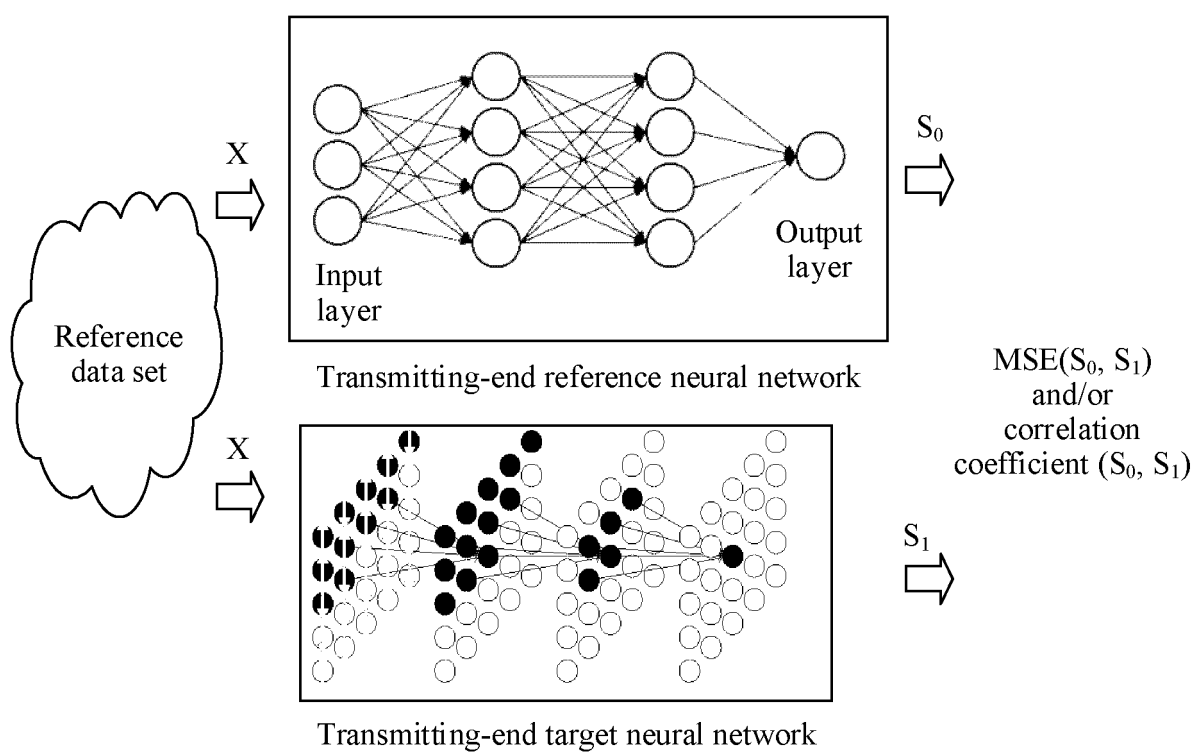 X
S₀
Input
layer
Output
layer
Reference
data set
Transmitting-end reference neural network
MSE(S₀, S₁)
and/or
correlation
coefficient (S₀, S₁)
X
S₁
Transmitting-end target neural network